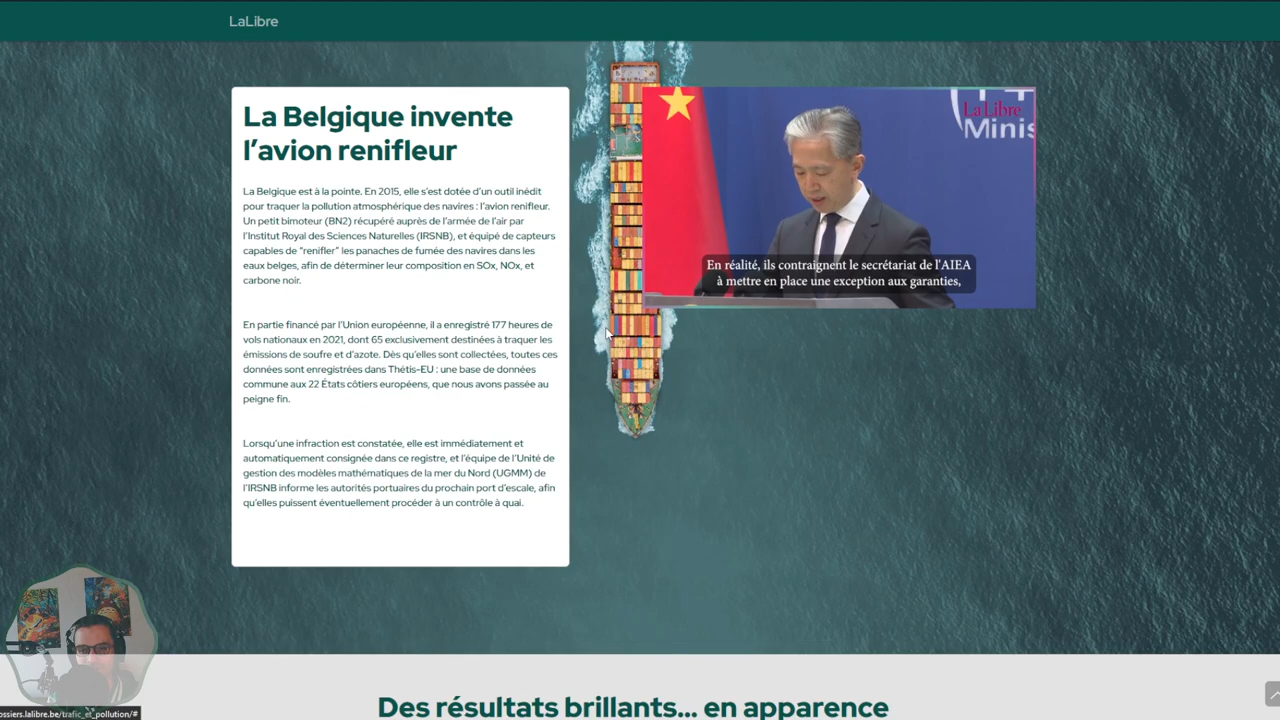 LaLibre
La Belgique invente
l’avion renifleur
La Belgique est à la pointe. En 2015, elle s’est dotée d’un outil inédit
pour traquer la pollution atmosphérique des navires : l’avion renifleur.
Un petit bimoteur (BN2) récupéré auprès de l’armée de l’air par
l’Institut Royal des Sciences Naturelles (IRSNB), et équipé de capteurs
capables de “renifler” les panaches de fumée des navires dans les
eaux belges, afin de déterminer leur composition en SOx, NOx, et
carbone noir.
En partie financé par l’Union européenne, il a enregistré 177 heures de
vols nationaux en 2021, dont 65 exclusivement destinées à traquer les
émissions de soufre et d’azote. Dès qu’elles sont collectées, toutes ces
données sont enregistrées dans Thétis-EU : une base de données
commune aux 22 États côtiers européens, que nous avons passée au
peigne fin.
Lorsqu’une infraction est constatée, elle est immédiatement et
automatiquement consignée dans ce registre, et l’équipe de l’Unité de
gestion des modèles mathématiques de la mer du Nord (UGMM) de
l’IRSNB informe les autorités portuaires du prochain port d’escale, afin
qu’elles puissent éventuellement procéder à un contrôle à quai.
La Libre
Minis
En réalité, ils contraignent le secrétariat de l'AIEA
à mettre en place une exception aux garanties,
Des résultats brillants... en apparence
ossiers.lalibre.be/trafic_et_pollution/#